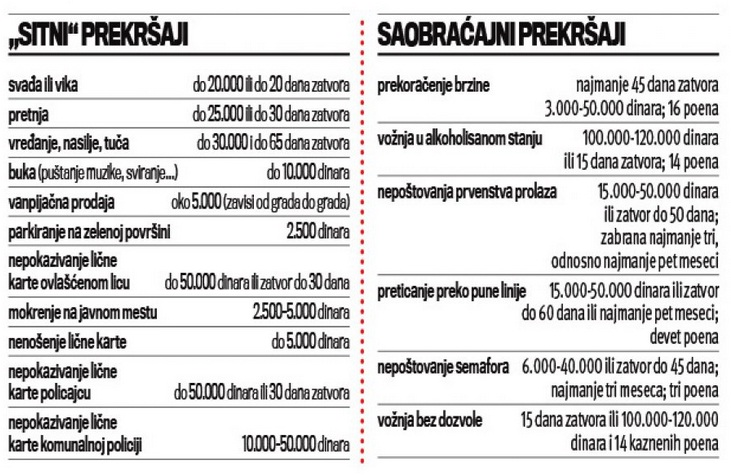 „SITNI“ PREKRŠAJI
svađa ili vika do 20.000 ili do 20 dana zatvora
pretnja do 25.000 ili do 30 dana zatvora
vređanje, nasilje, tuča do 30.000 i do 65 dana zatvora
buka (puštanje muzike, sviranje...) do 10.000 dinara
vanpijačna prodaja oko 5.000 (zavisi od grada do grada)
parkiranje na zelenoj površini 2.500 dinara
nepokazivanje lične
karte ovlašćenom licu do 50.000 dinara ili zatvor do 30 dana
mokrenje na javnom mestu 2.500-5.000 dinara
nenošenje lične karte do 5.000 dinara
nepokazivanje lične
karte policajcu do 50.000 dinara ili 30 dana zatvora
nepokazivanje lične
karte komunalnoj policiji 10.000-50.000 dinara
SAOBRAĆAJNI PREKRŠAJI
prekoračenje brzine najmanje 45 dana zatvora
3.000-50.000 dinara; 16 poena
vožnja u alkoholisanom stanju 100.000-120.000 dinara
ili 15 dana zatvora; 14 poena
nepoštovanja prvenstva prolaza 15.000-50.000 dinara
ili zatvor do 50 dana;
zabrana najmanje tri,
odnosno najmanje pet meseci
preticanje preko pune linije 15.000-50.000 dinara ili zatvor
do 60 dana ili najmanje pet meseci;
devet poena
nepoštovanje semafora 6.000-40.000 ili zatvor do 45 dana;
najmanje tri meseca; tri poena
vožnja bez dozvole 15 dana zatvora ili 100.000-120.000
dinara i 14 kaznenih poena